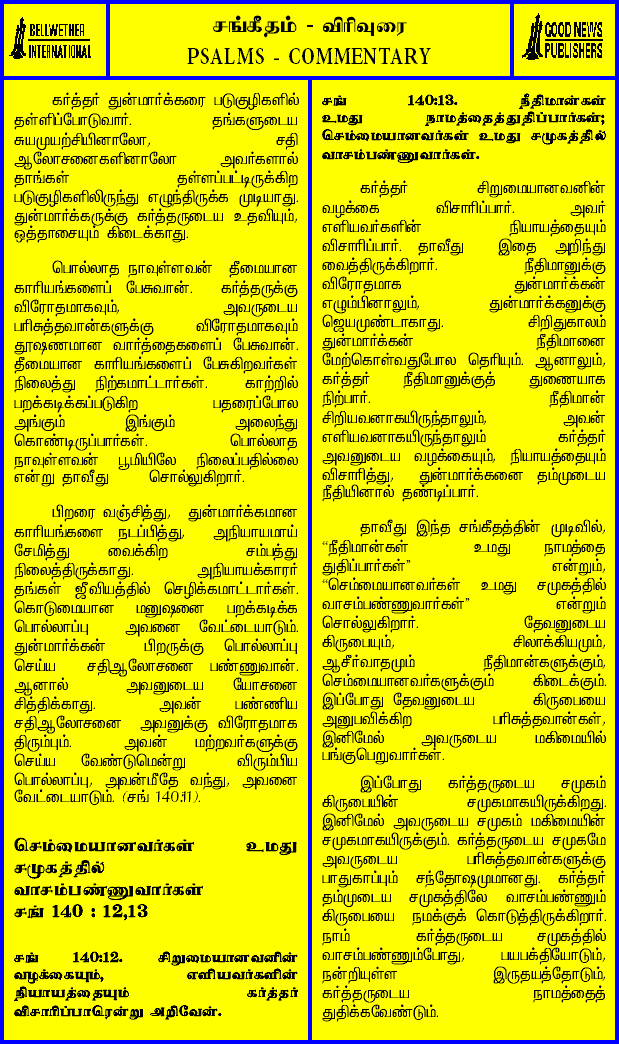 BELLWETHER
INTERNATIONAL
சங்கீதம் - விரிவுரை
PSALMS - COMMENTARY
GOOD NEWS
PUBLISHERS
கர்த்தர் துன்மார்க்கரை படுகுழிகளில்
தள்ளிப்போடுவார். தங்களுடைய
சுயமுயற்சியினாலோ, சதி
ஆலோசனைகளினாலோ அவர்களால்
தாங்கள் தள்ளப்பட்டிருக்கிற
படுகுழிகளிலிருந்து எழுந்திருக்க முடியாது.
துன்மார்க்கருக்கு கர்த்தருடைய உதவியும்,
ஒத்தாசையும் கிடைக்காது.
பொல்லாத நாவுள்ளவன் தீமையான
காரியங்களைப் பேசுவான். கர்த்தருக்கு
விரோதமாகவும், அவருடைய
பரிசுத்தவான்களுக்கு விரோதமாகவும்
தூஷணமான வார்த்தைகளைப் பேசுவான்.
தீமையான காரியங்களைப் பேசுகிறவர்கள்
நிலைத்து நிற்கமாட்டார்கள். காற்றில்
பறக்கடிக்கப்படுகிற பதரைப்போல
அங்கும் இங்கும் அலைந்து
கொண்டிருப்பார்கள். பொல்லாத
நாவுள்ளவன் பூமியிலே நிலைப்பதில்லை
என்று தாவீது சொல்லுகிறார்.
பிறரை வஞ்சித்து, துன்மார்க்கமான
காரியங்களை நடப்பித்து, அநியாயமாய்
சேமித்து வைக்கிற சம்பத்து
நிலைத்திருக்காது. அநியாயக்காரர்
தங்கள் ஜீவியத்தில் செழிக்கமாட்டார்கள்.
கொடுமையான மனுஷனை பறக்கடிக்க
பொல்லாப்பு அவனை வேட்டையாடும்.
துன்மார்க்கன் பிறருக்கு பொல்லாப்பு
செய்ய சதிஆலோசனை பண்ணுவான்.
ஆனால் அவனுடைய யோசனை
சித்திக்காது. அவன் பண்ணிய
சதிஆலோசனை அவனுக்கு விரோதமாக
திரும்பும். அவன் மற்றவர்களுக்கு
செய்ய வேண்டுமென்று விரும்பிய
பொல்லாப்பு, அவன்மீதே வந்து, அவனை
வேட்டையாடும். (சங் 140:11).
செம்மையானவர்கள் உமது
சமுகத்தில்
வாசம்பண்ணுவார்கள்
சங் 140 : 12,13
சங் 140:12. சிறுமையானவனின்
வழக்கையும், எளியவர்களின்
நியாயத்தையும் கர்த்தர்
விசாரிப்பாரென்று அறிவேன்.
சங் 140:13. நீதிமான்கள்
உமது நாமத்தைத்துதிப்பார்கள்;
செம்மையானவர்கள் உமது சமுகத்தில்
வாசம்பண்ணுவார்கள்.
கர்த்தர் சிறுமையானவனின்
வழக்கை விசாரிப்பார். அவர்
எளியவர்களின் நியாயத்தையும்
விசாரிப்பார். தாவீது இதை அறிந்து
வைத்திருக்கிறார். நீதிமானுக்கு
விரோதமாக துன்மார்க்கன்
எழும்பினாலும், துன்மார்க்கனுக்கு
ஜெயமுண்டாகாது. சிறிதுகாலம்
துன்மார்க்கன் நீதிமானை
மேற்கொள்வதுபோல தெரியும். ஆனாலும்,
கர்த்தர் நீதிமானுக்குத் துணையாக
நிற்பார். நீதிமான்
சிறியவனாகயிருந்தாலும், அவன்
எளியவனாகயிருந்தாலும் கர்த்தர்
அவனுடைய வழக்கையும், நியாயத்தையும்
விசாரித்து, துன்மார்க்கனை தம்முடைய
நீதியினால் தண்டிப்பார்.
தாவீது இந்த சங்கீதத்தின் முடிவில்,
“நீதிமான்கள் உமது நாமத்தை
துதிப்பார்கள்” என்றும்,
“செம்மையானவர்கள் உமது சமுகத்தில்
வாசம்பண்ணுவார்கள்” என்றும்
சொல்லுகிறார். தேவனுடைய
கிருபையும், சிலாக்கியமும்,
ஆசீர்வாதமும் நீதிமான்களுக்கும்,
செம்மையானவர்களுக்கும் கிடைக்கும்.
இப்போது தேவனுடைய கிருபையை
அனுபவிக்கிற பரிசுத்தவான்கள்,
இனிமேல் அவருடைய மகிமையில்
பங்குபெறுவார்கள்.
இப்போது கர்த்தருடைய சமுகம்
கிருபையின் சமுகமாகயிருக்கிறது.
இனிமேல் அவருடைய சமுகம் மகிமையின்
சமுகமாகயிருக்கும். கர்த்தருடைய சமுகமே
அவருடைய பரிசுத்தவான்களுக்கு
பாதுகாப்பும் சந்தோஷமுமானது. கர்த்தர்
தம்முடைய சமுகத்திலே வாசம்பண்ணும்
கிருபையை நமக்குக் கொடுத்திருக்கிறார்.
நாம் கர்த்தருடைய சமுகத்தில்
வாசம்பண்ணும்போது, பயபக்தியோடும்,
நன்றியுள்ள இருதயத்தோடும்,
கர்த்தருடைய நாமத்தைத்
துதிக்கவேண்டும்.